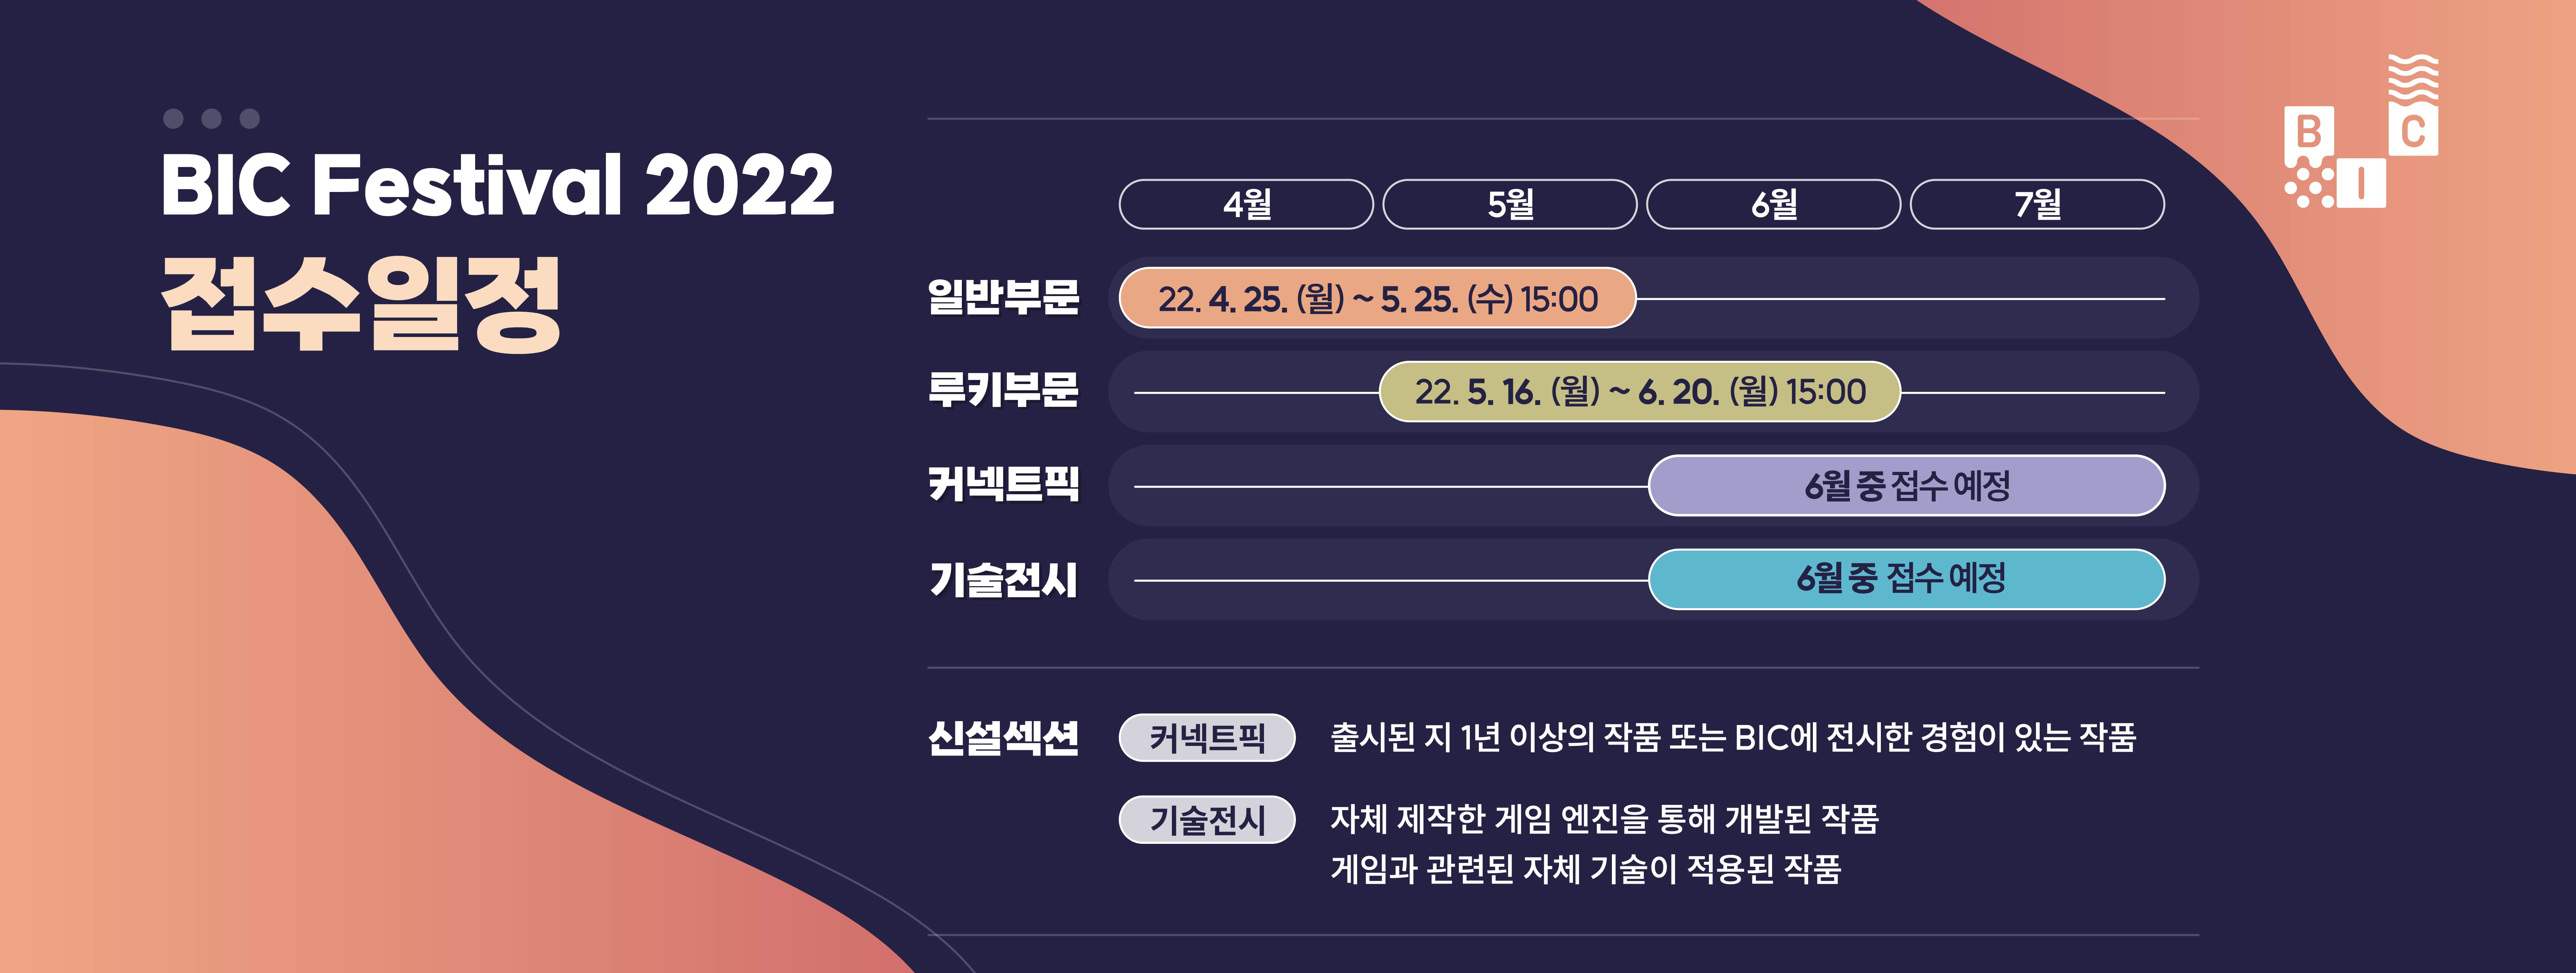 BIC Festival 2022
접수일정
B I C
4월 5월 6월 7월
일반부문 22. 4. 25. (월) ~ 5. 25. (수) 15:00
루키부문 22. 5. 16. (월) ~ 6. 20. (월) 15:00
커넥트픽 6월 중 접수 예정
기술전시 6월 중 접수 예정
신설섹션 커넥트픽 출시된 지 1년 이상의 작품 또는 BIC에 전시한 경험이 있는 작품
기술전시 자체 제작한 게임 엔진을 통해 개발된 작품
게임과 관련된 자체 기술이 적용된 작품